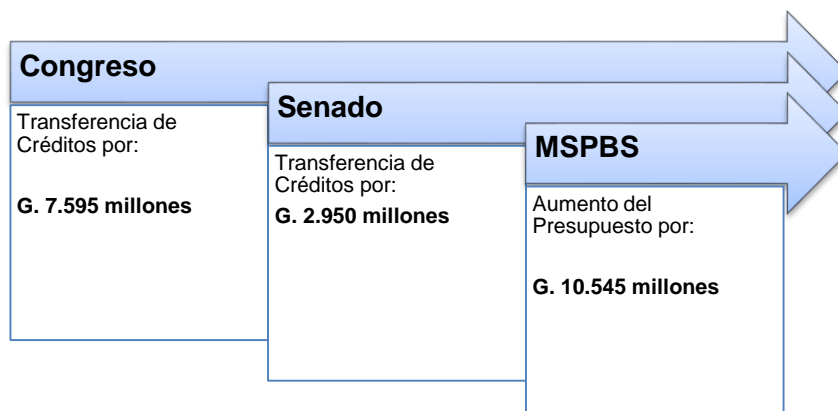 Congreso
Transferencia de
Créditos por:
G. 7.595 millones
Senado
Transferencia de
Créditos por:
G. 2.950 millones
MSPBS
Aumento del
Presupuesto por:
G. 10.545 millones